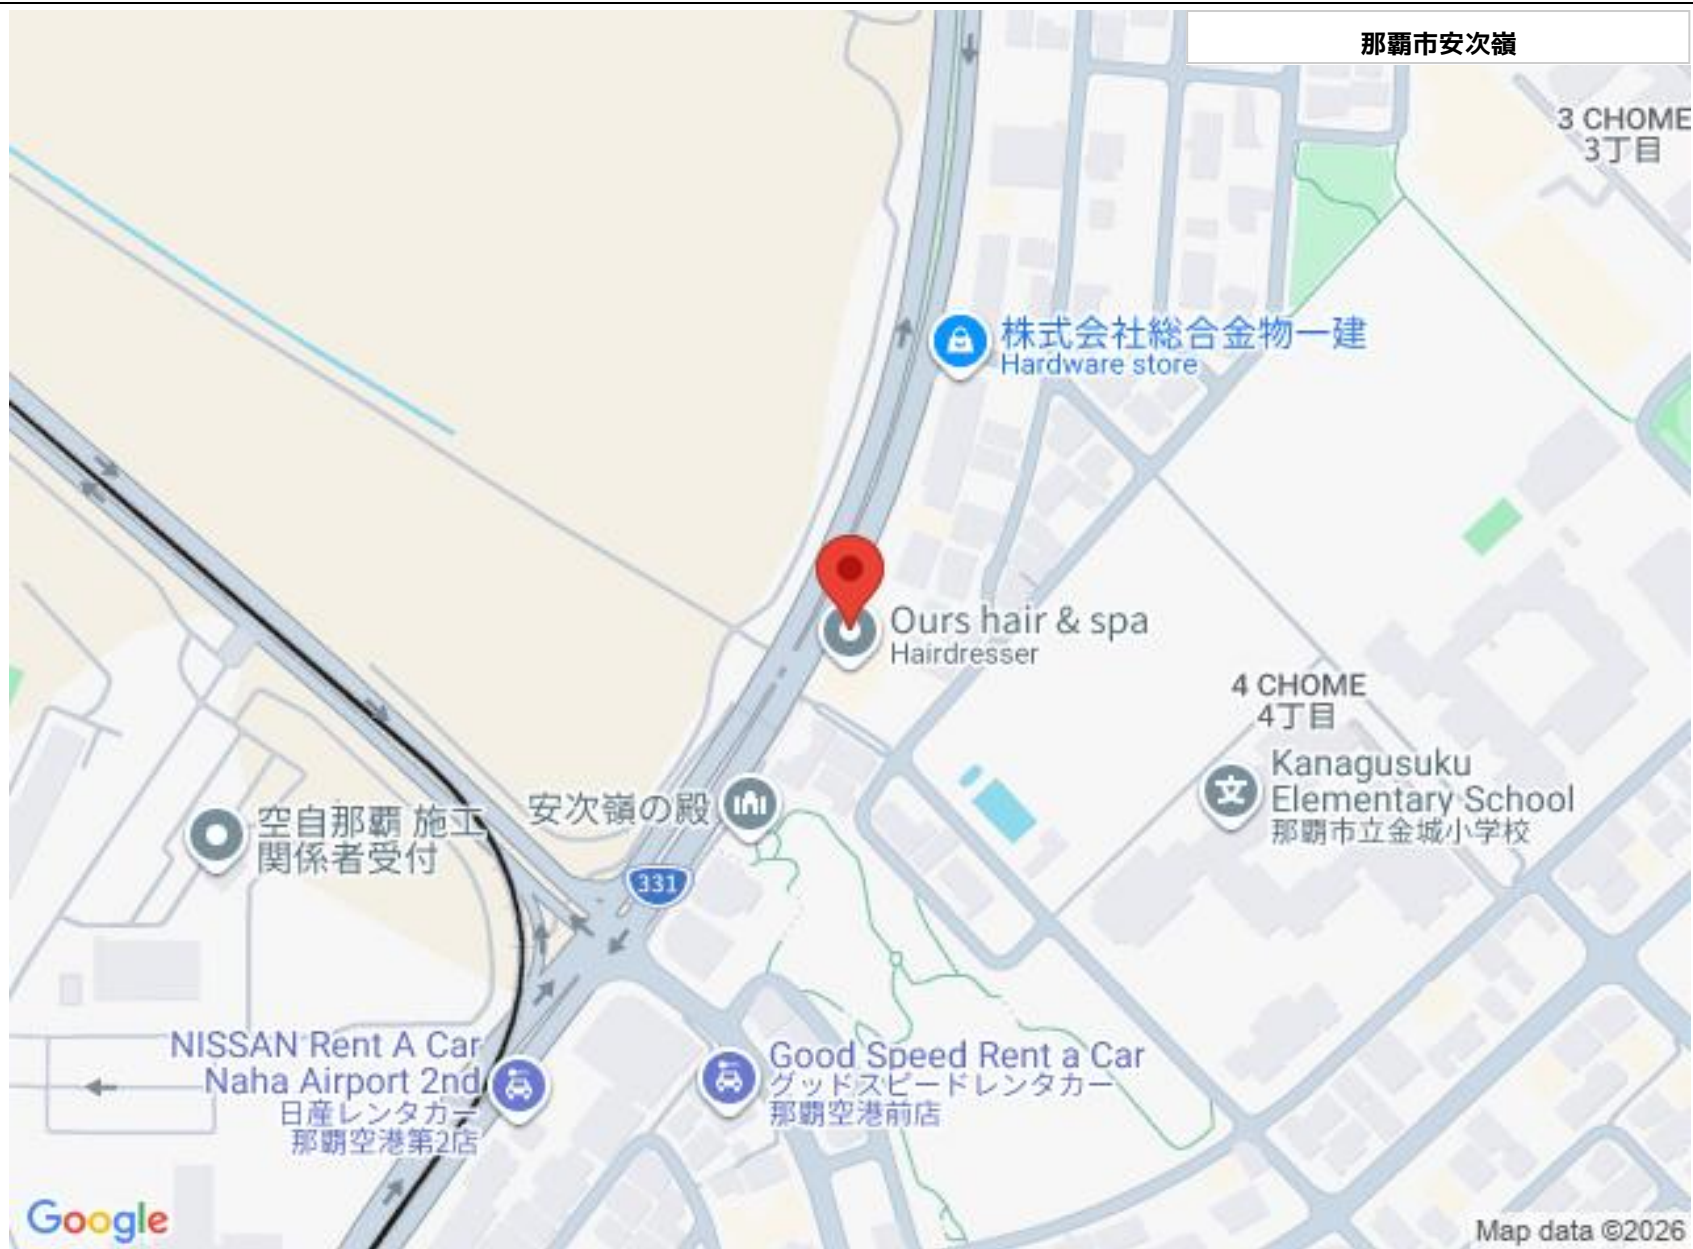 那覇市安次嶺
3 CHOME
3丁目
株式会社総合金物一建
Hardware store
Ours hair & spa
Hairdresser
4 CHOME
4丁目
Kanagusuku
Elementary School
那覇市立金城小学校
安次嶺の殿
空自那覇 施工
関係者受付
331
NISSAN Rent A Car
Naha Airport 2nd
日産レンタカー
那覇空港第2店
Good Speed Rent a Car
グッドスピードレンタカー
那覇空港前店
文
Google
Map data ©2026